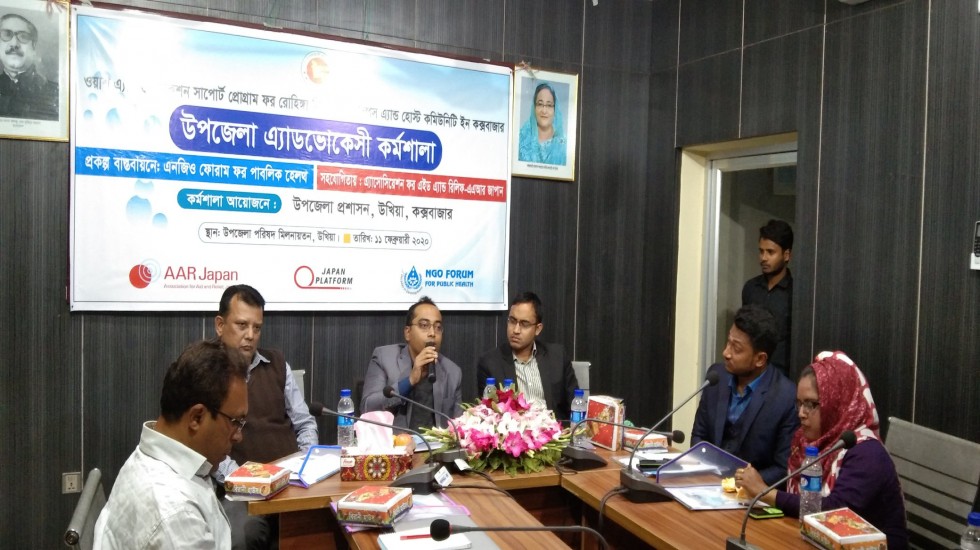 সাপোর্ট প্রোগ্রাম ফর রোহিঙ্গা এ্যান্ড হোস্ট কমিউনিটি ইন কক্সবাজার
উপজেলা এ্যাডভোকেসী কর্মশালা
প্রকল্প বাস্তবায়নে: এনজিও ফোরাম ফর পাবলিক হেলথ সহযোগিতায় : এ্যাসোসিয়েশন ফর এইড এ্যান্ড রিলিফ-এএআর জাপান
কর্মশালা আয়োজনে : উপজেলা প্রশাসন, উখিয়া, কক্সবাজার
স্থান: উপজেলা পরিষদ মিলনায়তন, উখিয়া। তারিখ: ১১ ফেব্রুয়ারী ২০২০
AAR Japan
JAPAN PLATFORM
NGO FORUM
FOR PUBLIC HEALTH